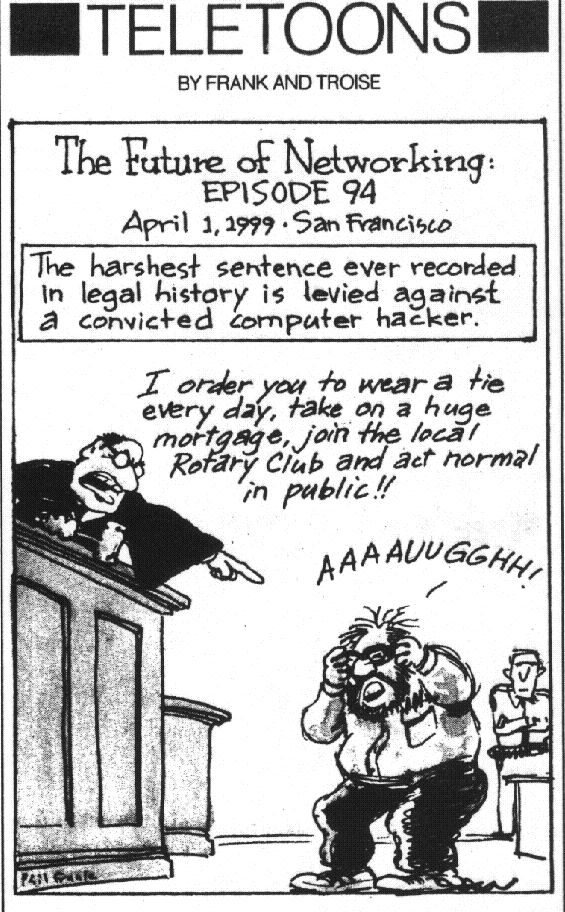 TELETOONS
BY FRANK AND TROISE
The Future of Networking:
EPISODE 94
April 1, 1999 · San Francisco
The harshest sentence ever recorded
in legal history is levied against
a convicted computer hacker.
I order you to wear a tie
every day, take on a huge
mortgage, join the local
Rotary Club and act normal
in public!!
AAAAUUGGHH!
Phil